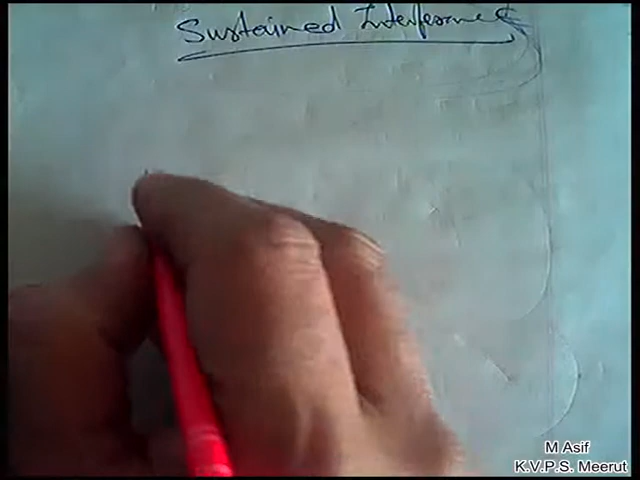 Sustained Interference
M Asif
K.V.P.S. Meerut